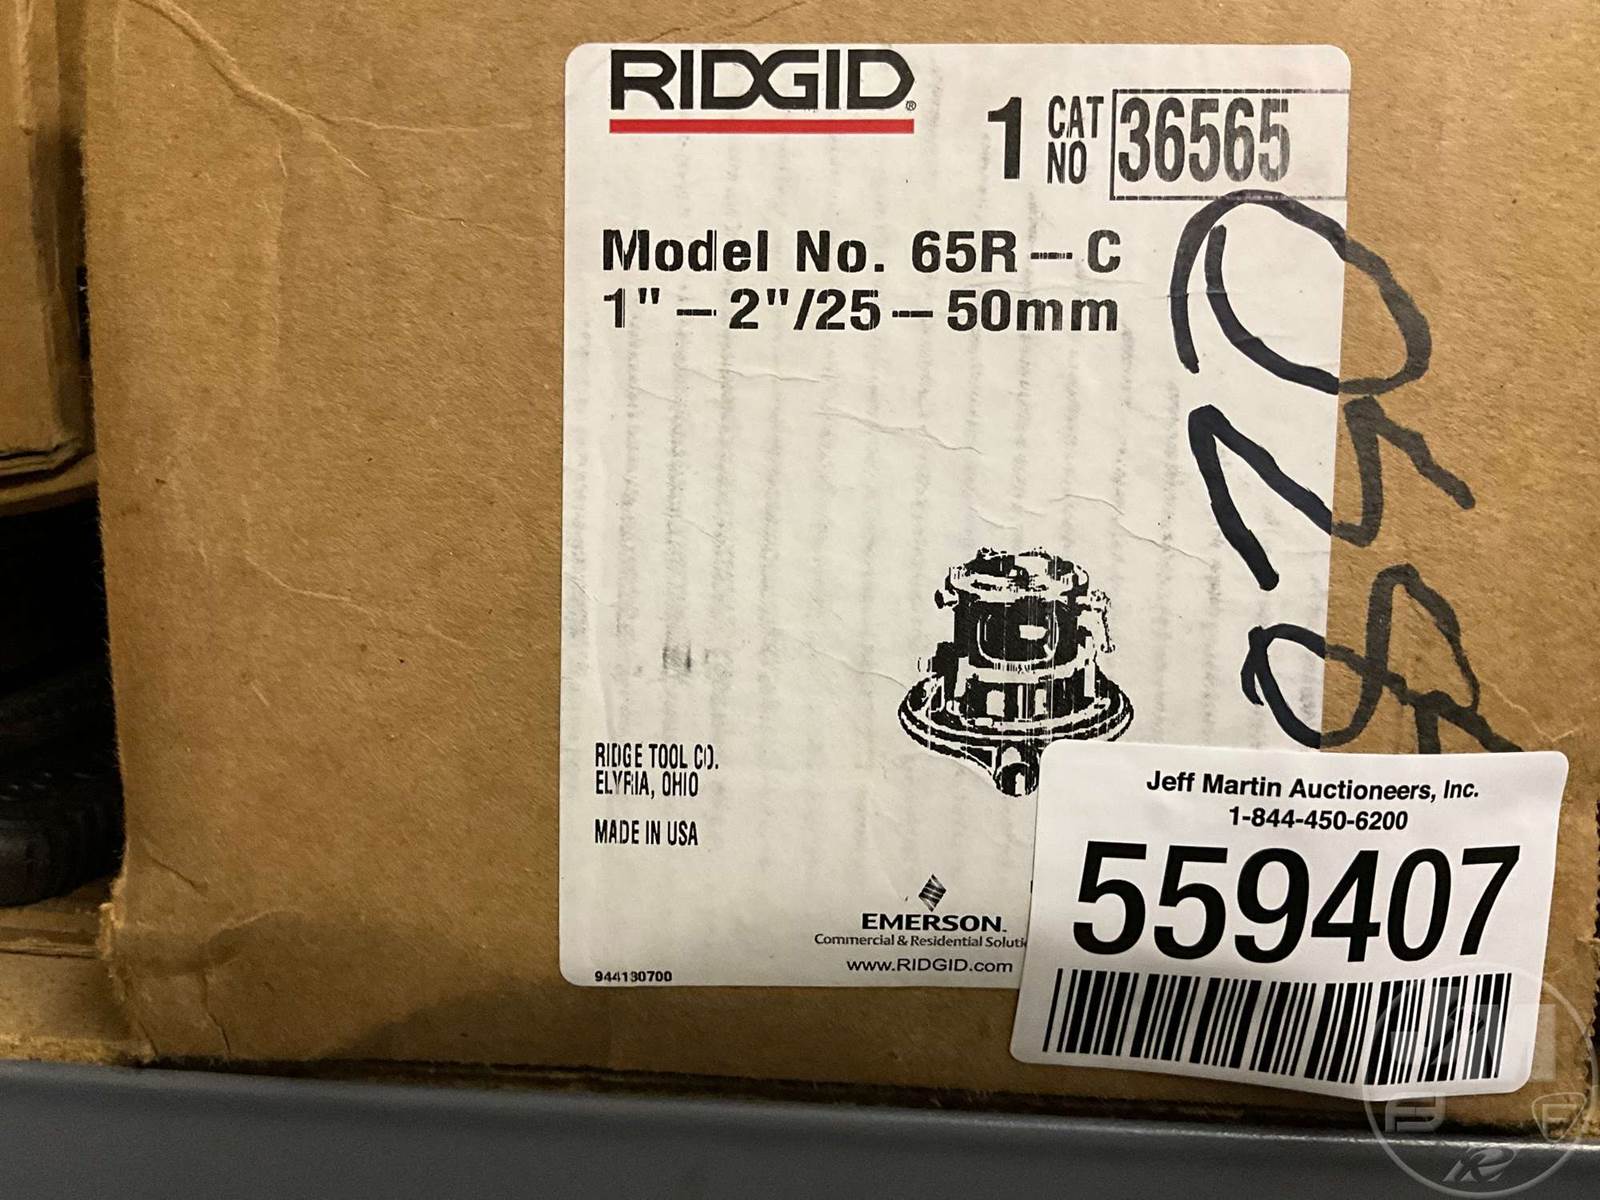 RIDGID®
1 CAT NO 36565
Model No. 65R-C
1" - 2"/25-50mm
RIDGE TOOL CO.
ELYRIA, OHIO
MADE IN USA
EMERSON™
Commercial & Residential Soluti
www.RIDGID.com
944130700
Jeff Martin Auctioneers, Inc.
1-844-450-6200
559407